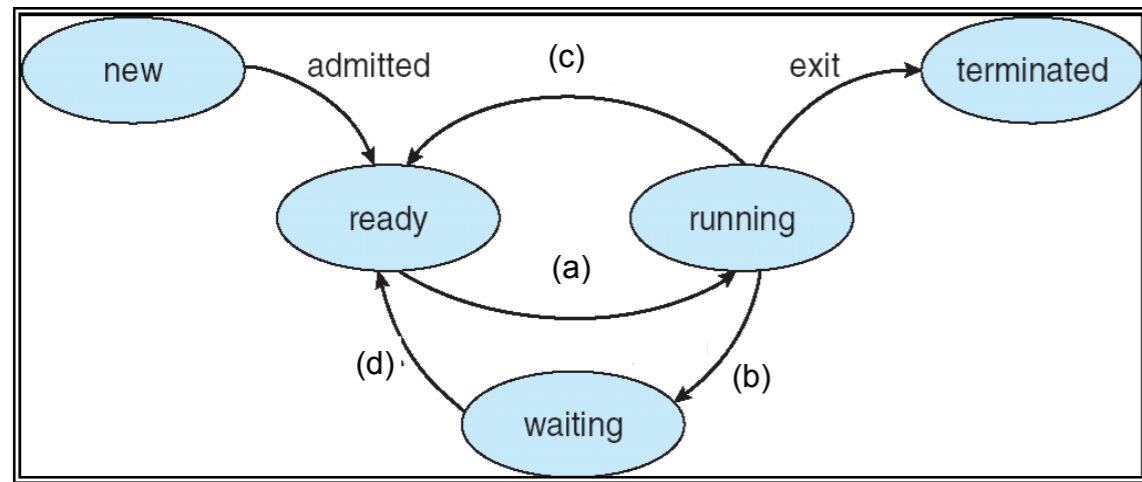 new
admitted
(c)
exit
terminated
ready
running
(a)
(d)
(b)
waiting